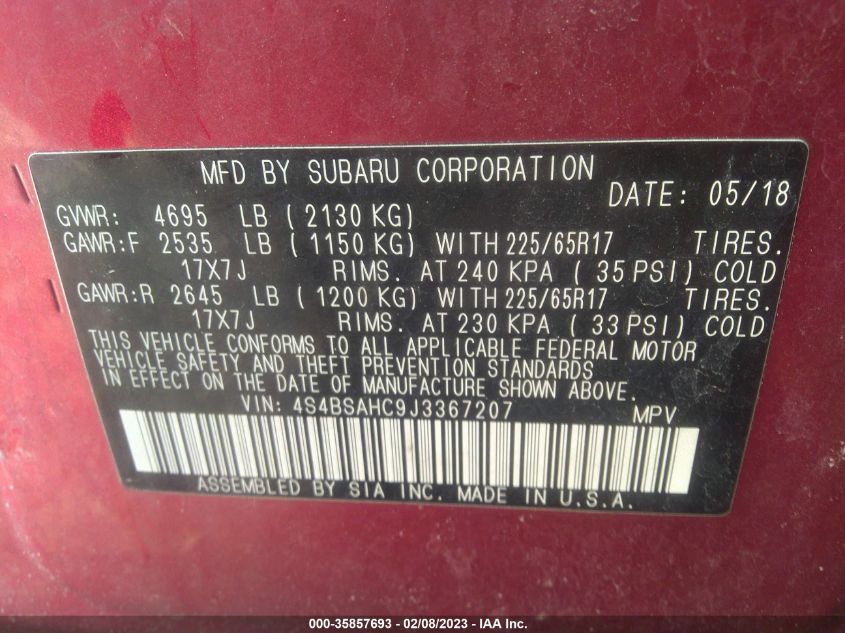 MFD BY SUBARU CORPORATION
DATE: 05/18
GVWR: 4695 LB ( 2130 KG)
GAWR:F 2535 LB ( 1150 KG) WITH 225/65R17 TIRES.
17X7J RIMS. AT 240 KPA ( 35 PSI) COLD
GAWR:R 2645 LB ( 1200 KG) WITH 225/65R17 TIRES.
17X7J RIMS. AT 230 KPA ( 33 PSI) COLD
THIS VEHICLE CONFORMS TO ALL APPLICABLE FEDERAL MOTOR
VEHICLE SAFETY AND THEFT PREVENTION STANDARDS
IN EFFECT ON THE DATE OF MANUFACTURE SHOWN ABOVE.
VIN: 4S4BSAHC9J3367207 MPV
ASSEMBLED BY SIA INC. MADE IN U.S.A.
000-35857693 - 02/08/2023 - IAA Inc.